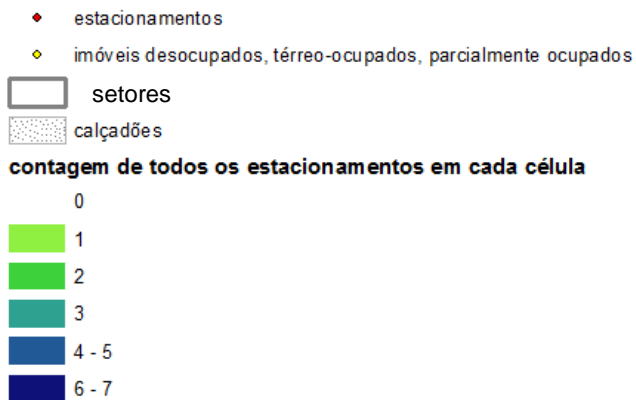 estacionamentos
imóveis desocupados, térreo-ocupados, parcialmente ocupados
setores
calçadões
contagem de todos os estacionamentos em cada célula
0
1
2
3
4 - 5
6 - 7